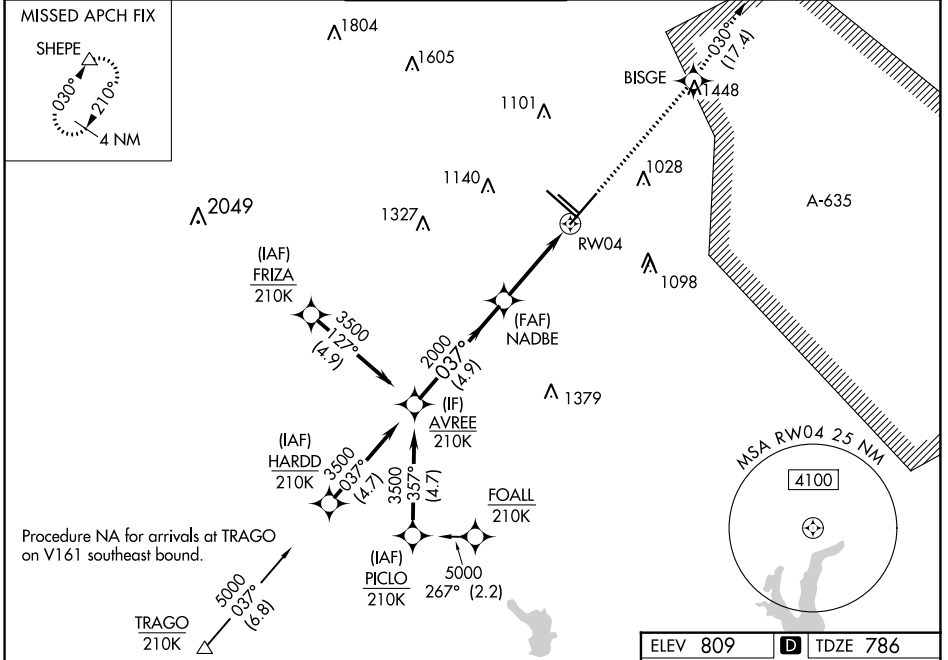 MISSED APCH FIX
SHEPE
030°
210°
4 NM
1804
1605
1101
BISGE
030°
(17.4)
1448
1140
1028
A-635
2049
1327
RW04
1098
(IAF)
FRIZA
210K
3500
127°
(4.9)
(FAF)
NADBE
2000
037°
(4.9)
1379
(IF)
AVREE
210K
(IAF)
HARDD
210K
3500
037°
(4.7)
3500
357°
(4.7)
FOALL
210K
MSA RW04 25 NM
4100
Procedure NA for arrivals at TRAGO
on V161 southeast bound.
(IAF)
PICLO
210K
5000
267° (2.2)
5000
037°
(6.8)
TRAGO
210K
ELEV 809 D TDZE 786